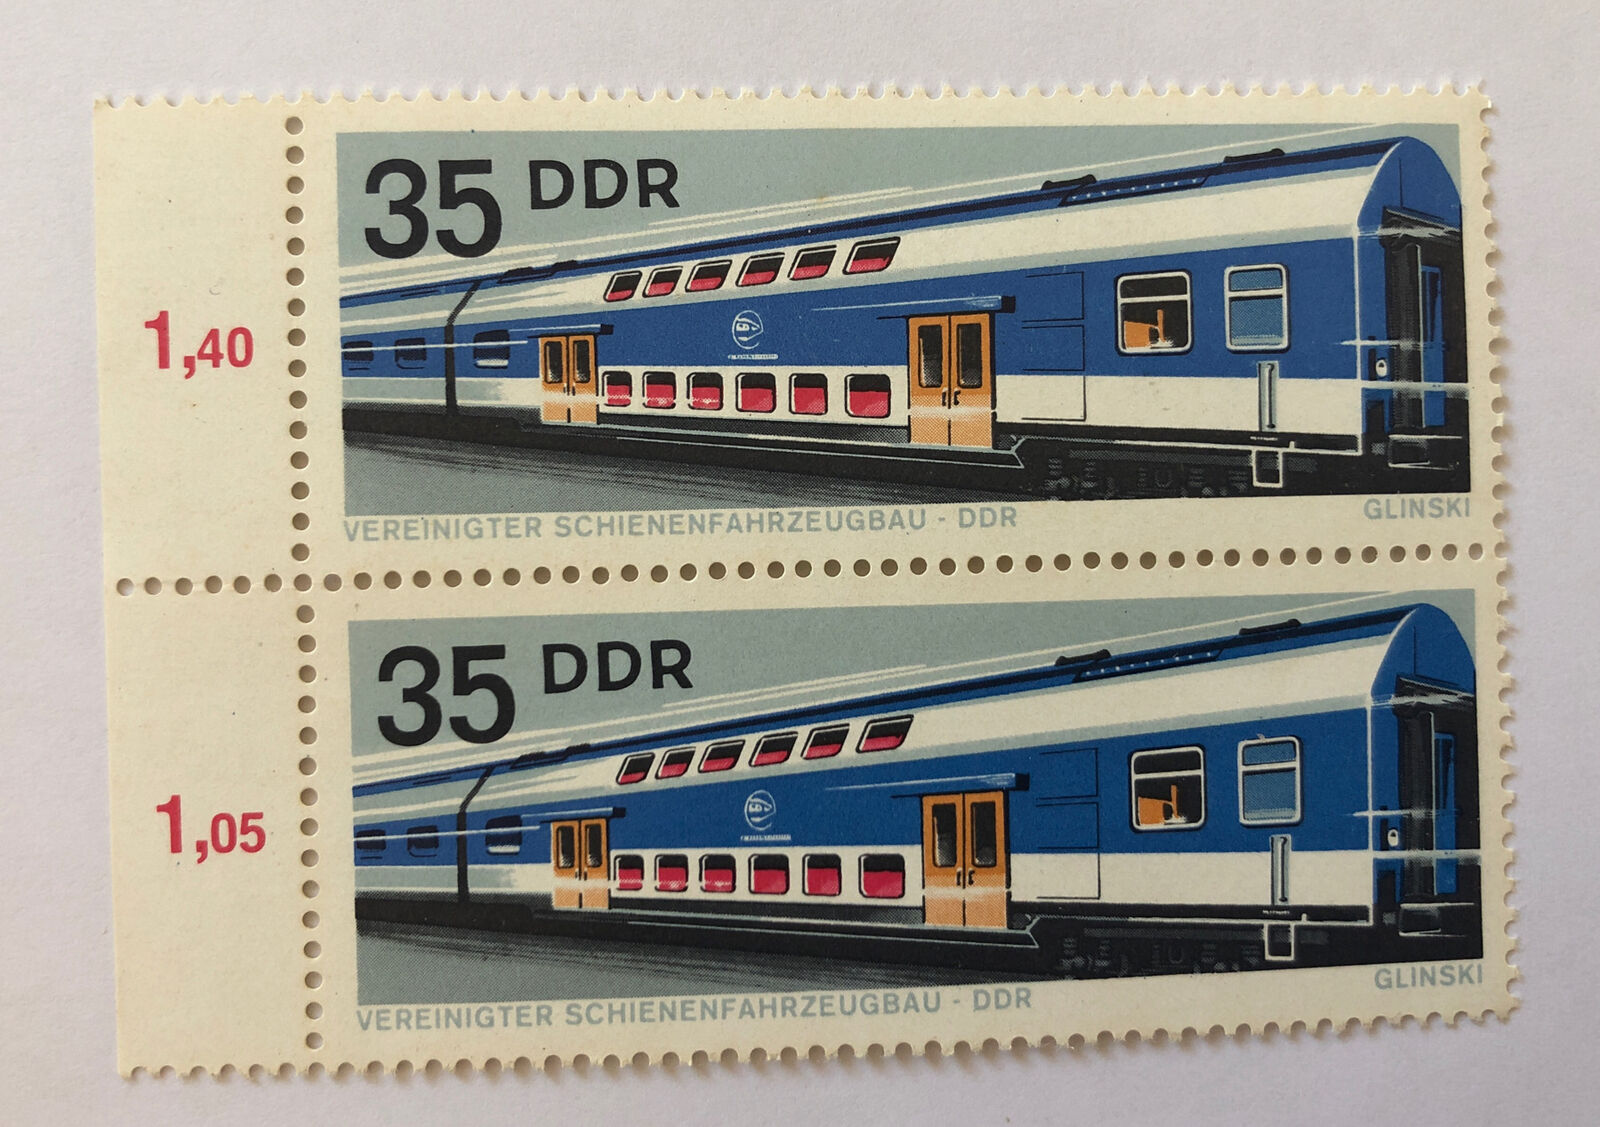 35 DDR
1,40
VEREINIGTER SCHIENENFAHRZEUGBAU - DDR
GLINSKI
35 DDR
1,05
VEREINIGTER SCHIENENFAHRZEUGBAU - DDR
GLINSKI